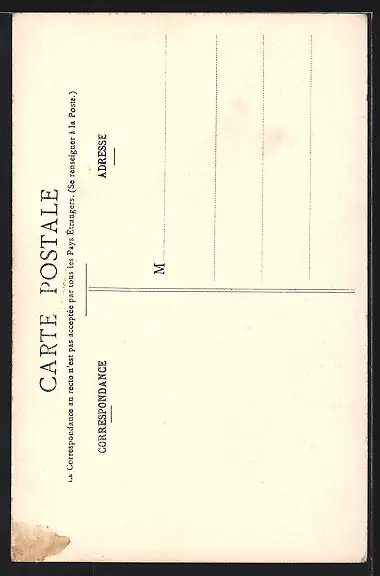 CARTE POSTALE
La Correspondance au recto n'est pas acceptée par tous les Pays Étrangers. (Se renseigner à la Poste.)
CORRESPONDANCE
ADRESSE
M